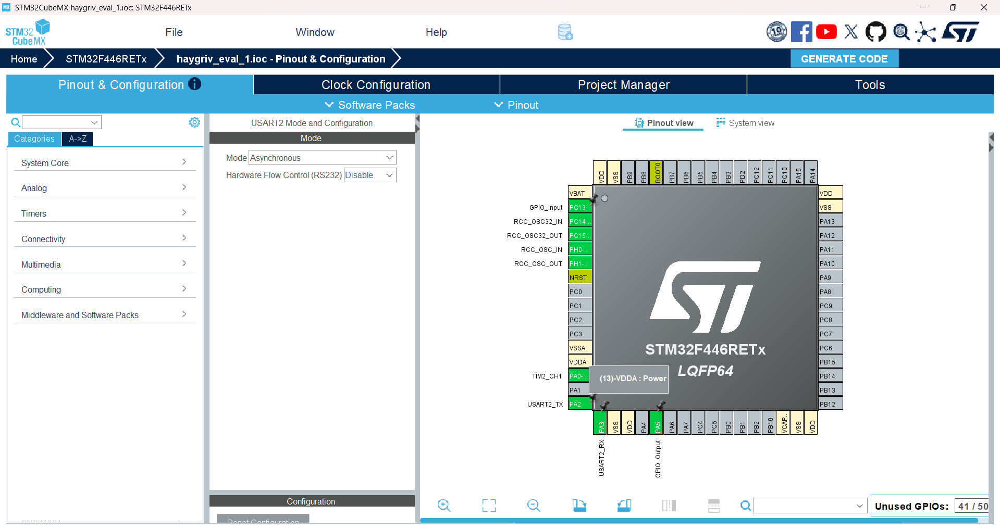 STM32CubeMX haygriv_eval_1.ioc: STM32F446RETx
STM32
CubeMX
File
Window
Help
10
Home
STM32F446RETx
haygriv_eval_1.ioc - Pinout & Configuration
GENERATE CODE
Pinout & Configuration
Clock Configuration
Project Manager
Tools
Software Packs
Pinout
Categories
A->Z
System Core
Analog
Timers
Connectivity
Multimedia
Computing
Middleware and Software Packs
USART2 Mode and Configuration
Mode
Mode Asynchronous
Hardware Flow Control (RS232) Disable
Configuration
Reset Configuration
Pinout view
System view
VDD
VSS
PB9
PB8
BOOT0
PB7
PB6
PB5
PB4
PB3
PD2
PC12
PC11
PC10
PA15
PA14
VBAT
GPIO_Input PC13
RCC_OSC32_IN PC14-..
RCC_OSC32_OUT PC15-..
RCC_OSC_IN PH0-..
RCC_OSC_OUT PH1-..
NRST
PC0
PC1
PC2
PC3
VSSA
VDDA
TIM2_CH1 PA0-..
PA1
USART2_TX PA2
(13)-VDDA : Power
STM32F446RETx
LQFP64
VDD
VSS
PA13
PA12
PA11
PA10
PA9
PA8
PC9
PC8
PC7
PC6
PB15
PB14
PB13
PB12
PA3
VSS
VDD
PA4
PA5
PA6
PA7
PC4
PC5
PB0
PB1
PB2
PB10
VCAP..
VSS
VDD
USART2_RX
GPIO_Output
Unused GPIOs: 41 / 50